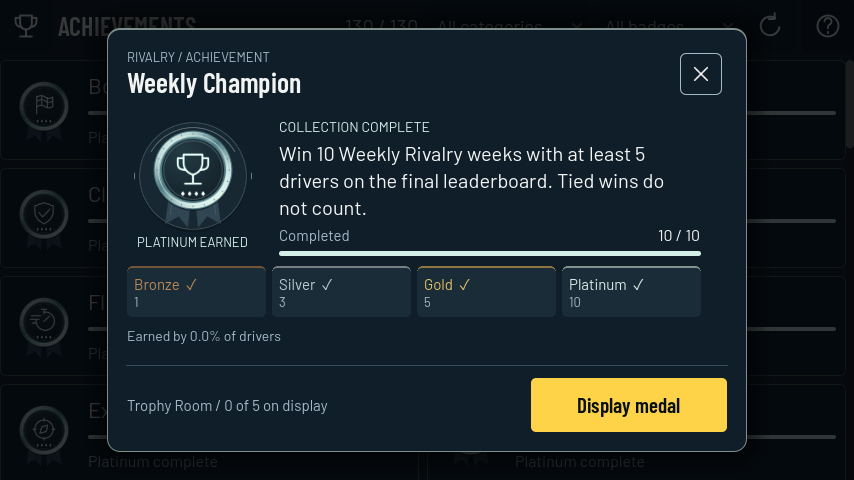 ACHIEVEMENTS 130 / 130 All categories All badges
RIVALRY / ACHIEVEMENT
Weekly Champion
COLLECTION COMPLETE
Win 10 Weekly Rivalry weeks with at least 5
drivers on the final leaderboard. Tied wins do
not count.
PLATINUM EARNED
Completed 10 / 10
Bronze ✓ Silver ✓ Gold ✓ Platinum ✓
1 3 5 10
Earned by 0.0% of drivers
Trophy Room / 0 of 5 on display
Display medal
Platinum complete Platinum complete